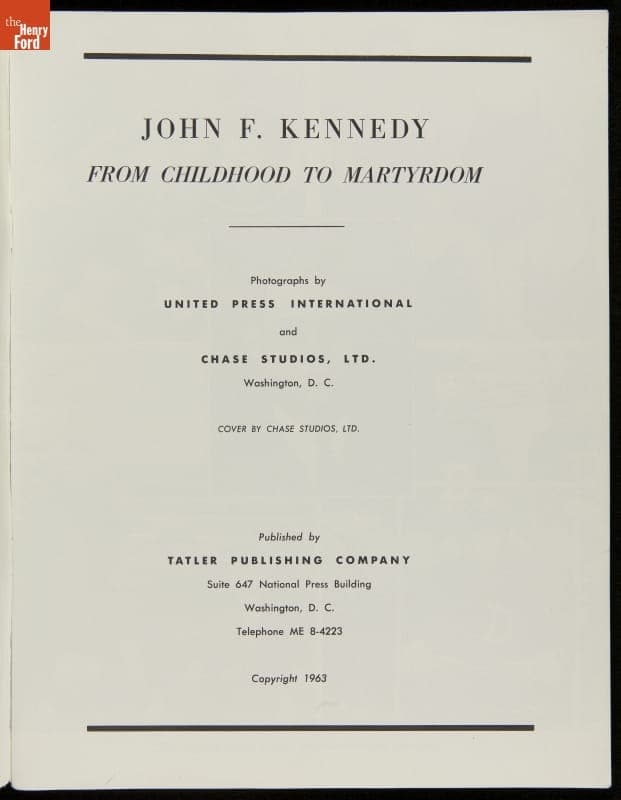 the
Henry
Ford
JOHN F. KENNEDY
FROM CHILDHOOD TO MARTYRDOM
Photographs by
UNITED PRESS INTERNATIONAL
and
CHASE STUDIOS, LTD.
Washington, D. C.
COVER BY CHASE STUDIOS, LTD.
Published by
TATLER PUBLISHING COMPANY
Suite 647 National Press Building
Washington, D. C.
Telephone ME 8-4223
Copyright 1963